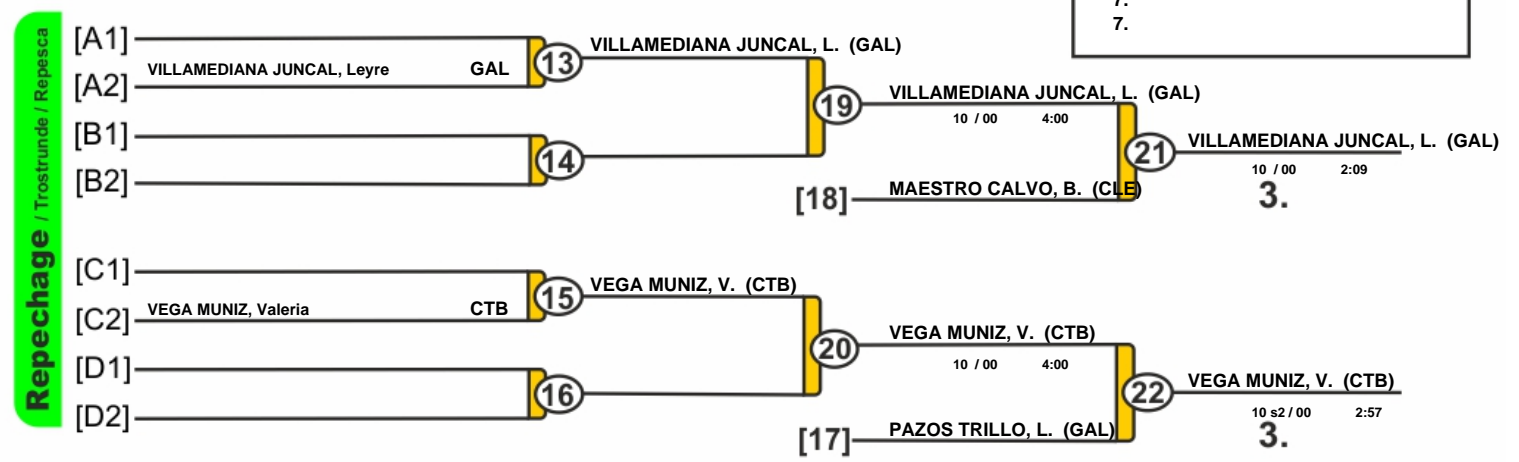 7.
7.
Repechage / Trostrunde / Repesca
[A1]
VILLAMEDIANA JUNCAL, Leyre GAL
[A2]
13
VILLAMEDIANA JUNCAL, L. (GAL)
[B1]
[B2]
14
19
VILLAMEDIANA JUNCAL, L. (GAL)
10 / 00 4:00
[18]
MAESTRO CALVO, B. (CLE)
21
VILLAMEDIANA JUNCAL, L. (GAL)
10 / 00 2:09
3.
[C1]
VEGA MUNIZ, Valeria CTB
[C2]
15
VEGA MUNIZ, V. (CTB)
[D1]
[D2]
16
20
VEGA MUNIZ, V. (CTB)
10 / 00 4:00
[17]
PAZOS TRILLO, L. (GAL)
22
VEGA MUNIZ, V. (CTB)
10 s2 / 00 2:57
3.